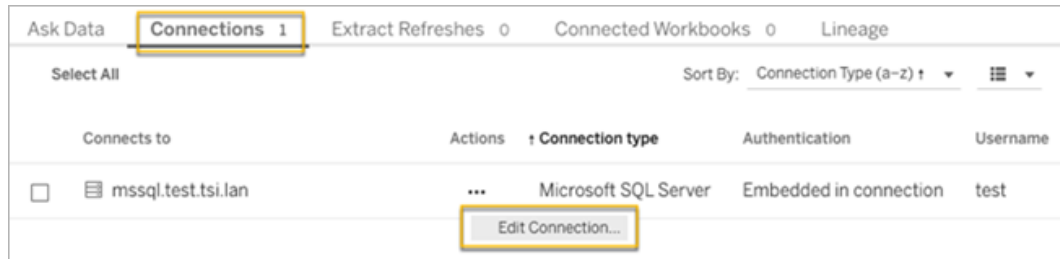 Ask Data Connections 1 Extract Refreshes 0 Connected Workbooks 0 Lineage
Select All Sort By: Connection Type (a–z) ↑
Connects to Actions ↑ Connection type Authentication Username
mssql.test.tsi.lan ... Microsoft SQL Server Embedded in connection test
Edit Connection...